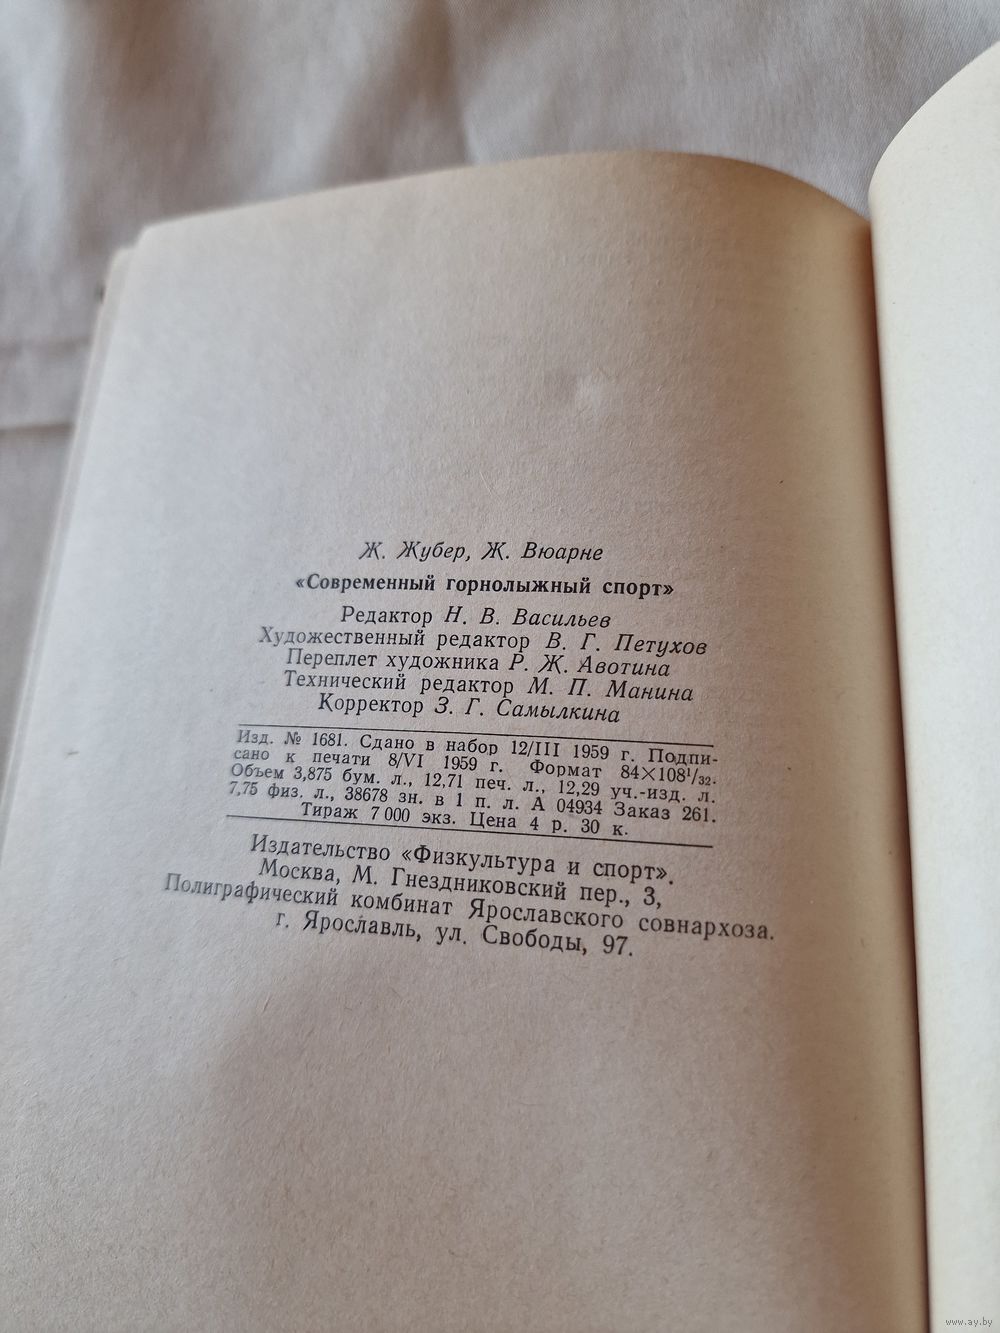 Ж. Жубер, Ж. Вюарне
«Современный горнолыжный спорт»
Редактор Н. В. Васильев
Художественный редактор В. Г. Петухов
Переплет художника Р. Ж. Авотина
Технический редактор М. П. Манина
Корректор З. Г. Самылкина
Изд. № 1681. Сдано в набор 12/III 1959 г. Подпи-
сано к печати 8/VI 1959 г. Формат 84×108¹/₃₂.
Объем 3,875 бум. л., 12,71 печ. л., 12,29 уч.-изд. л.
7,75 физ. л., 38678 зн. в 1 п. л. А 04934 Заказ 261.
Тираж 7 000 экз. Цена 4 р. 30 к.
Издательство «Физкультура и спорт».
Москва, М. Гнездниковский пер., 3,
Полиграфический комбинат Ярославского совнархоза.
г. Ярославль, ул. Свободы, 97.
www.ay.by